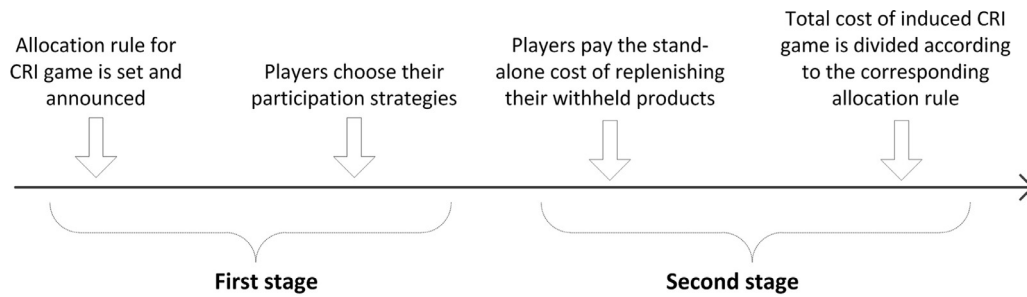 Allocation rule for
CRI game is set and
announced
Players choose their
participation strategies
Players pay the stand-
alone cost of replenishing
their withheld products
Total cost of induced CRI
game is divided according
to the corresponding
allocation rule
First stage
Second stage